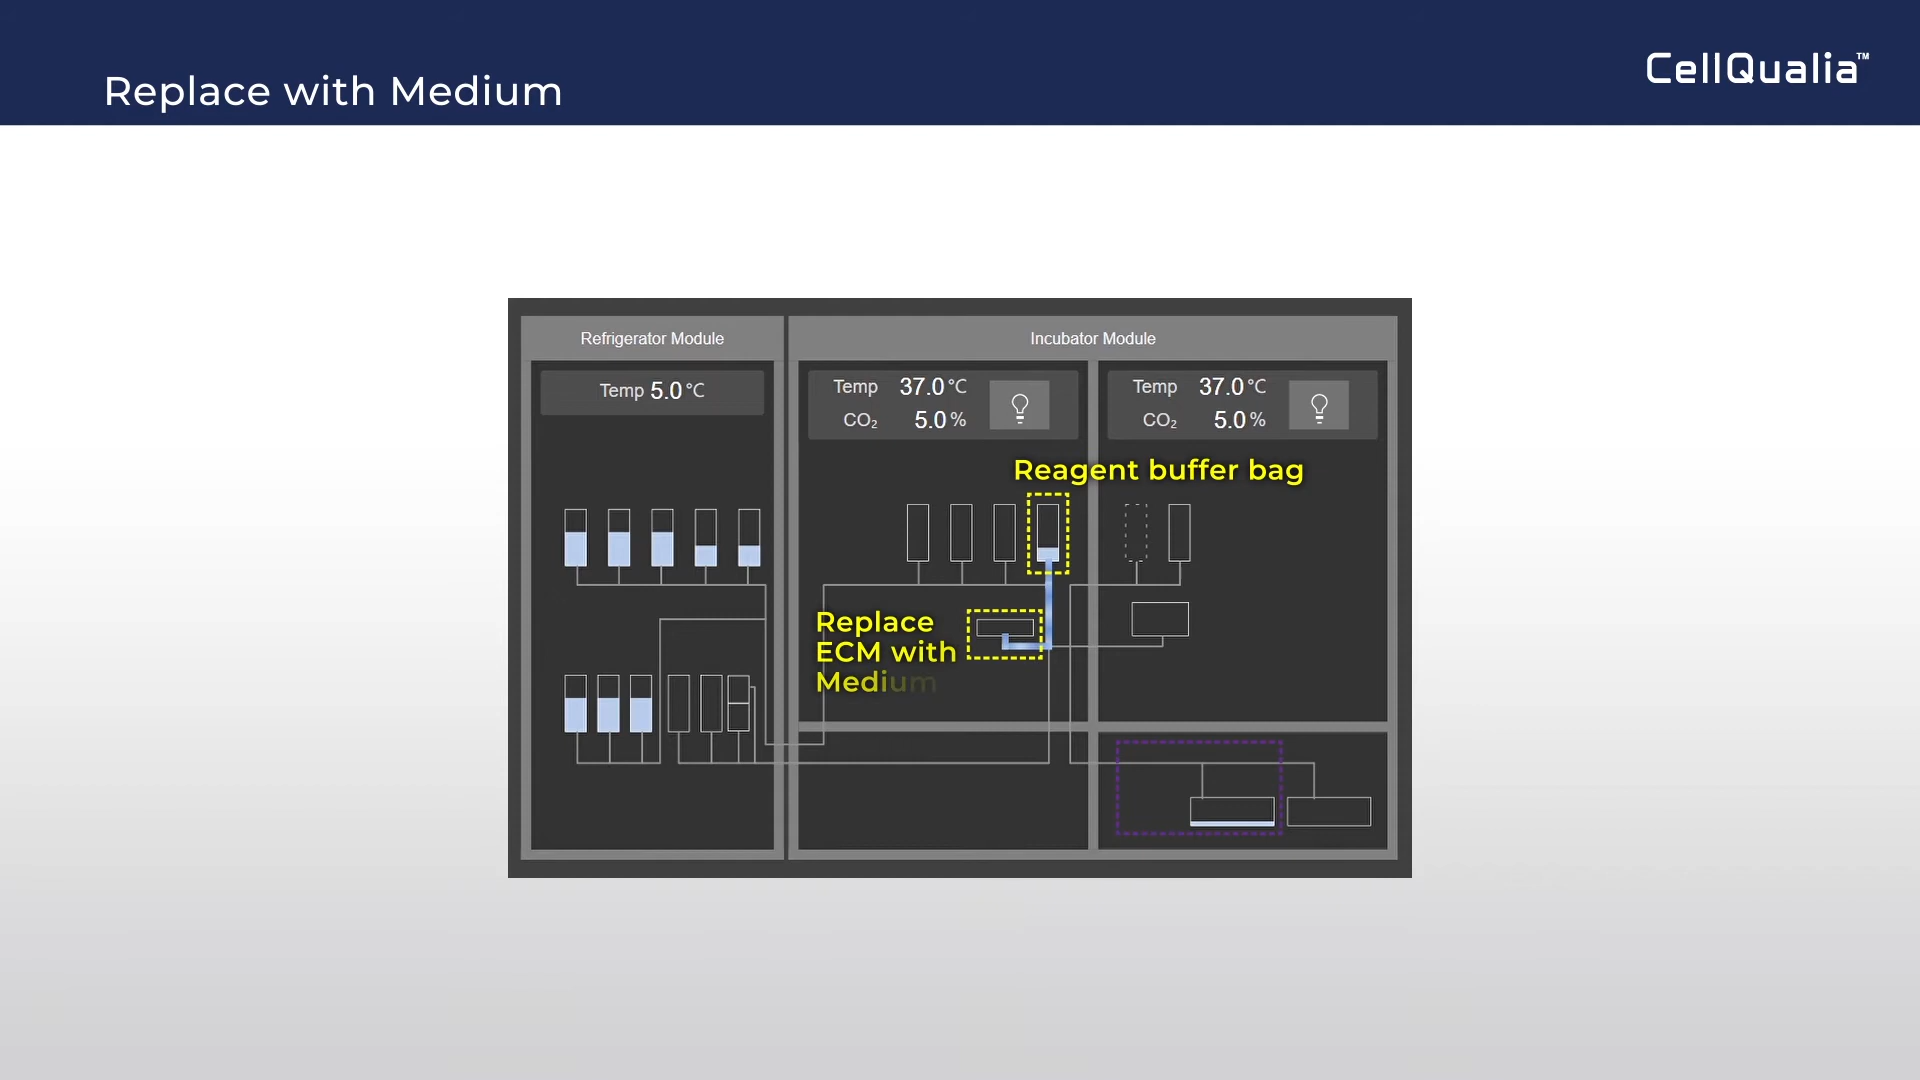 Replace with Medium
CellQualia™
Refrigerator Module
Incubator Module
Temp 5.0 °C
Temp 37.0 °C
CO₂ 5.0 %
Temp 37.0 °C
CO₂ 5.0 %
Reagent buffer bag
Replace
ECM with
Medium